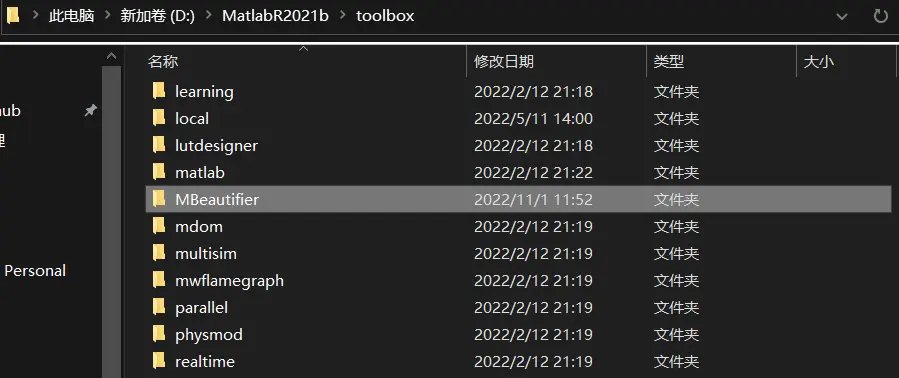 此电脑 > 新加卷 (D:) > MatlabR2021b > toolbox
名称 修改日期 类型 大小
learning 2022/2/12 21:18 文件夹
local 2022/5/11 14:00 文件夹
lutdesigner 2022/2/12 21:18 文件夹
matlab 2022/2/12 21:22 文件夹
MBeautifier 2022/11/1 11:52 文件夹
mdom 2022/2/12 21:19 文件夹
multisim 2022/2/12 21:19 文件夹
mwflamegraph 2022/2/12 21:19 文件夹
parallel 2022/2/12 21:19 文件夹
physmod 2022/2/12 21:19 文件夹
realtime 2022/2/12 21:19 文件夹
ub
理
Personal